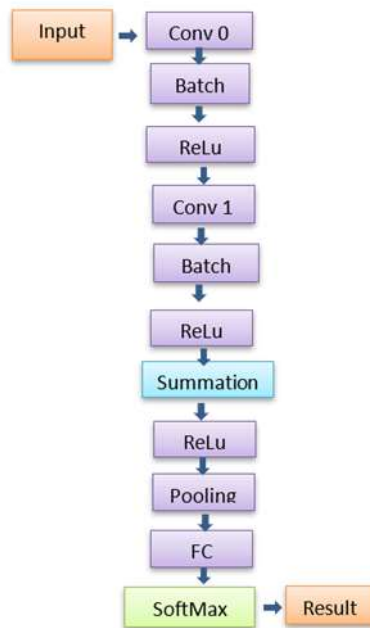 Input
Conv 0
Batch
ReLu
Conv 1
Batch
ReLu
Summation
ReLu
Pooling
FC
SoftMax
Result